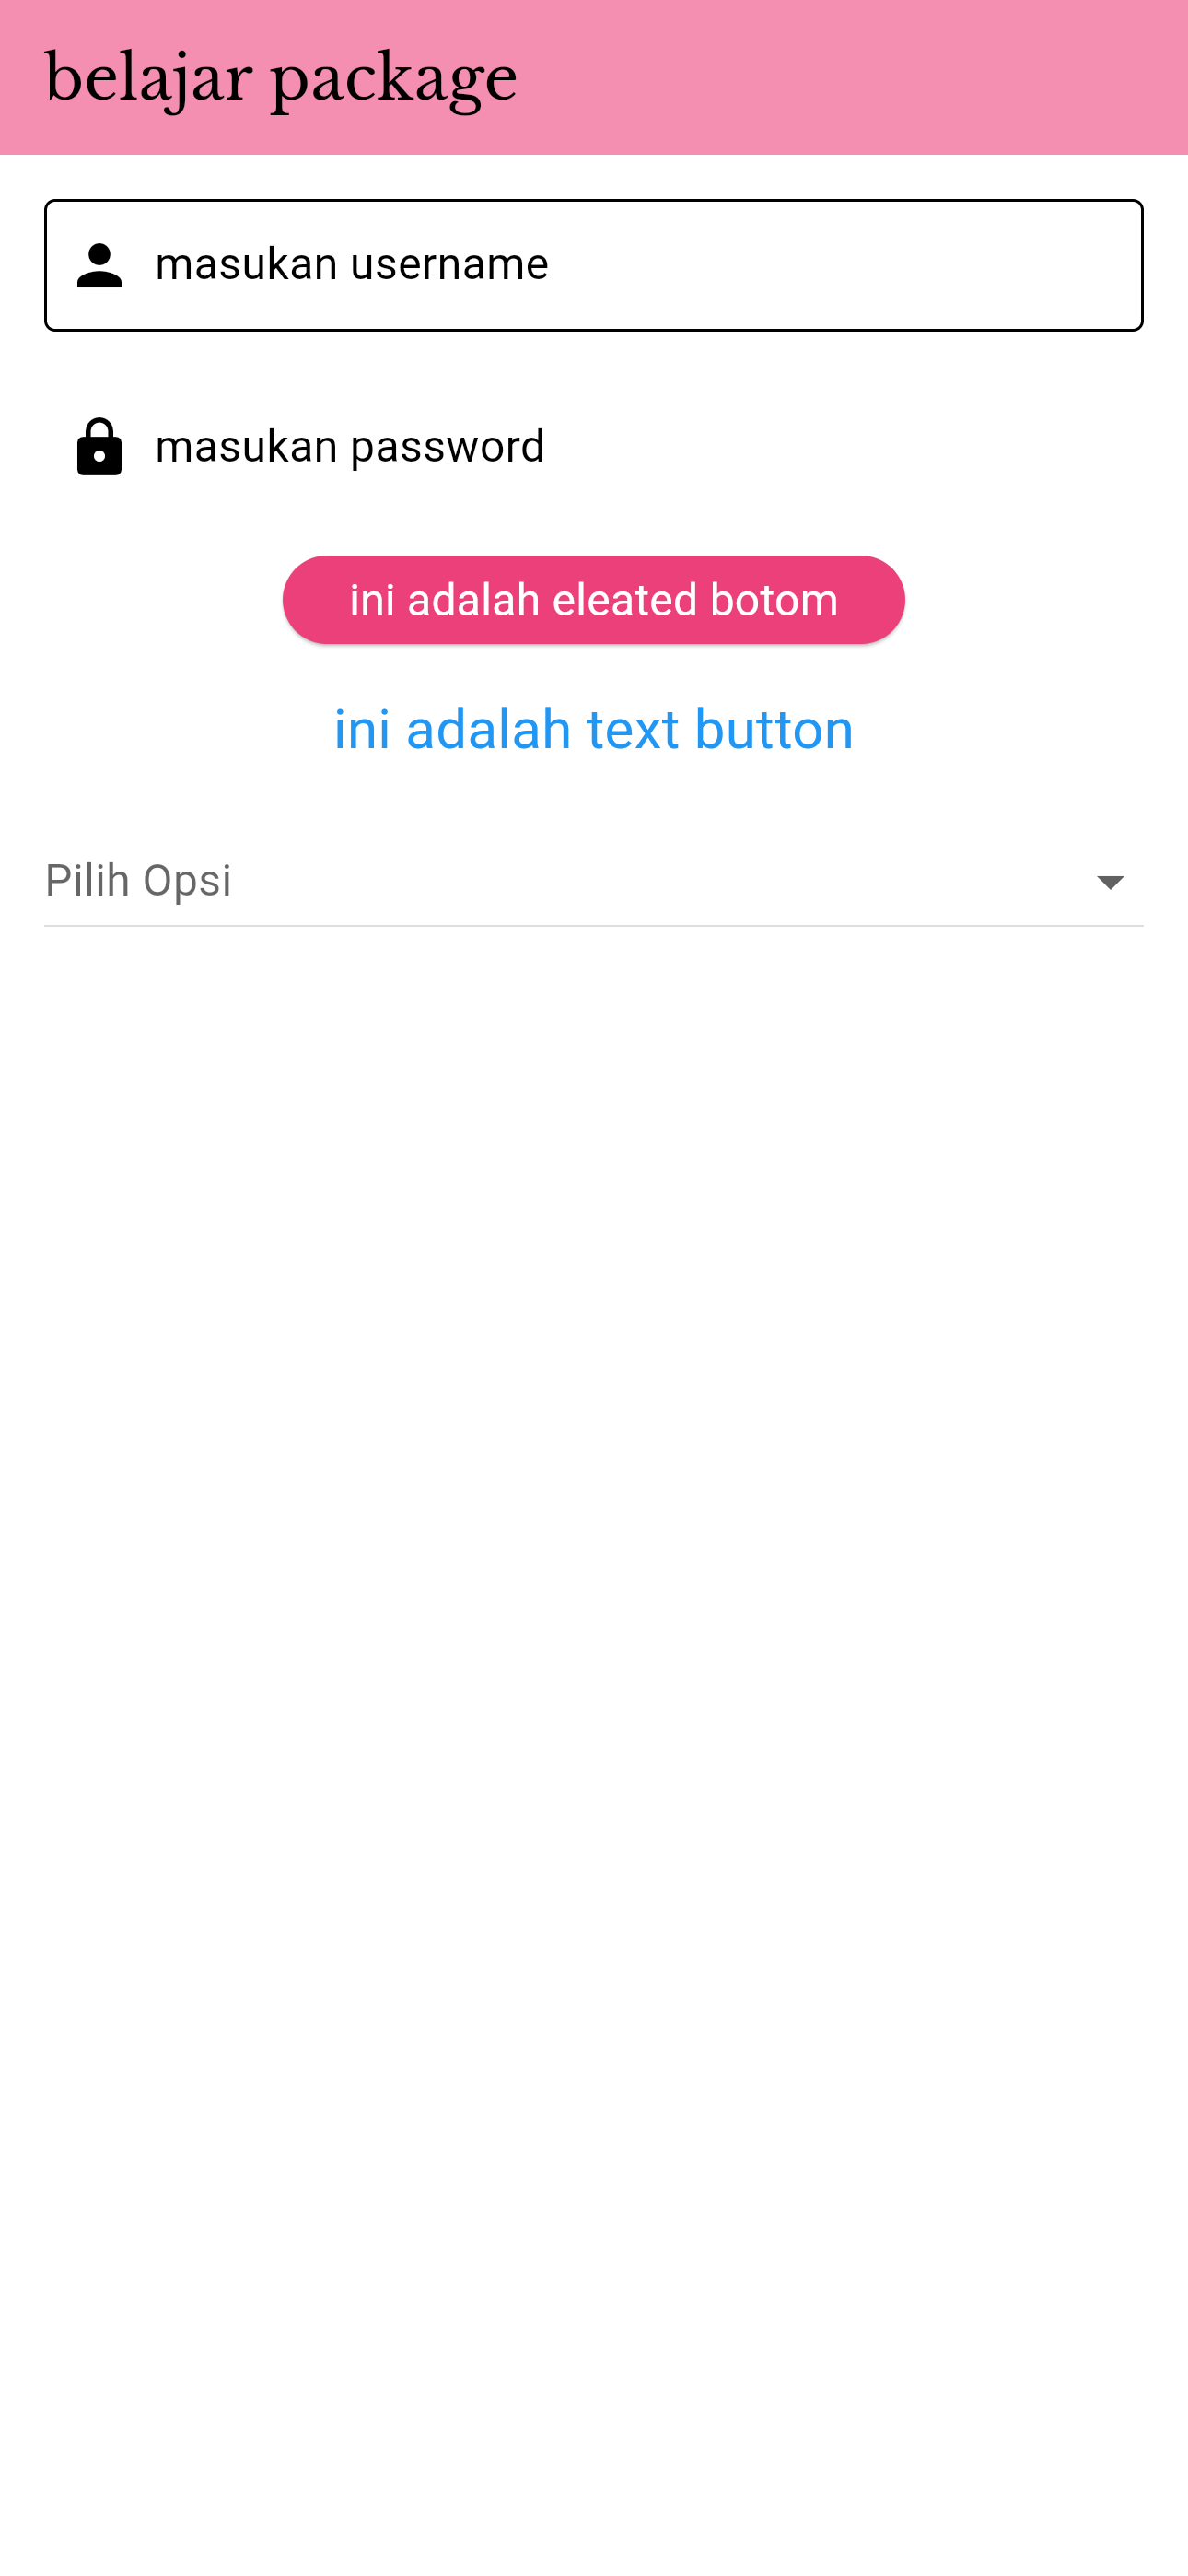 belajar package
masukan username
masukan password
ini adalah eleated botom
ini adalah text button
Pilih Opsi